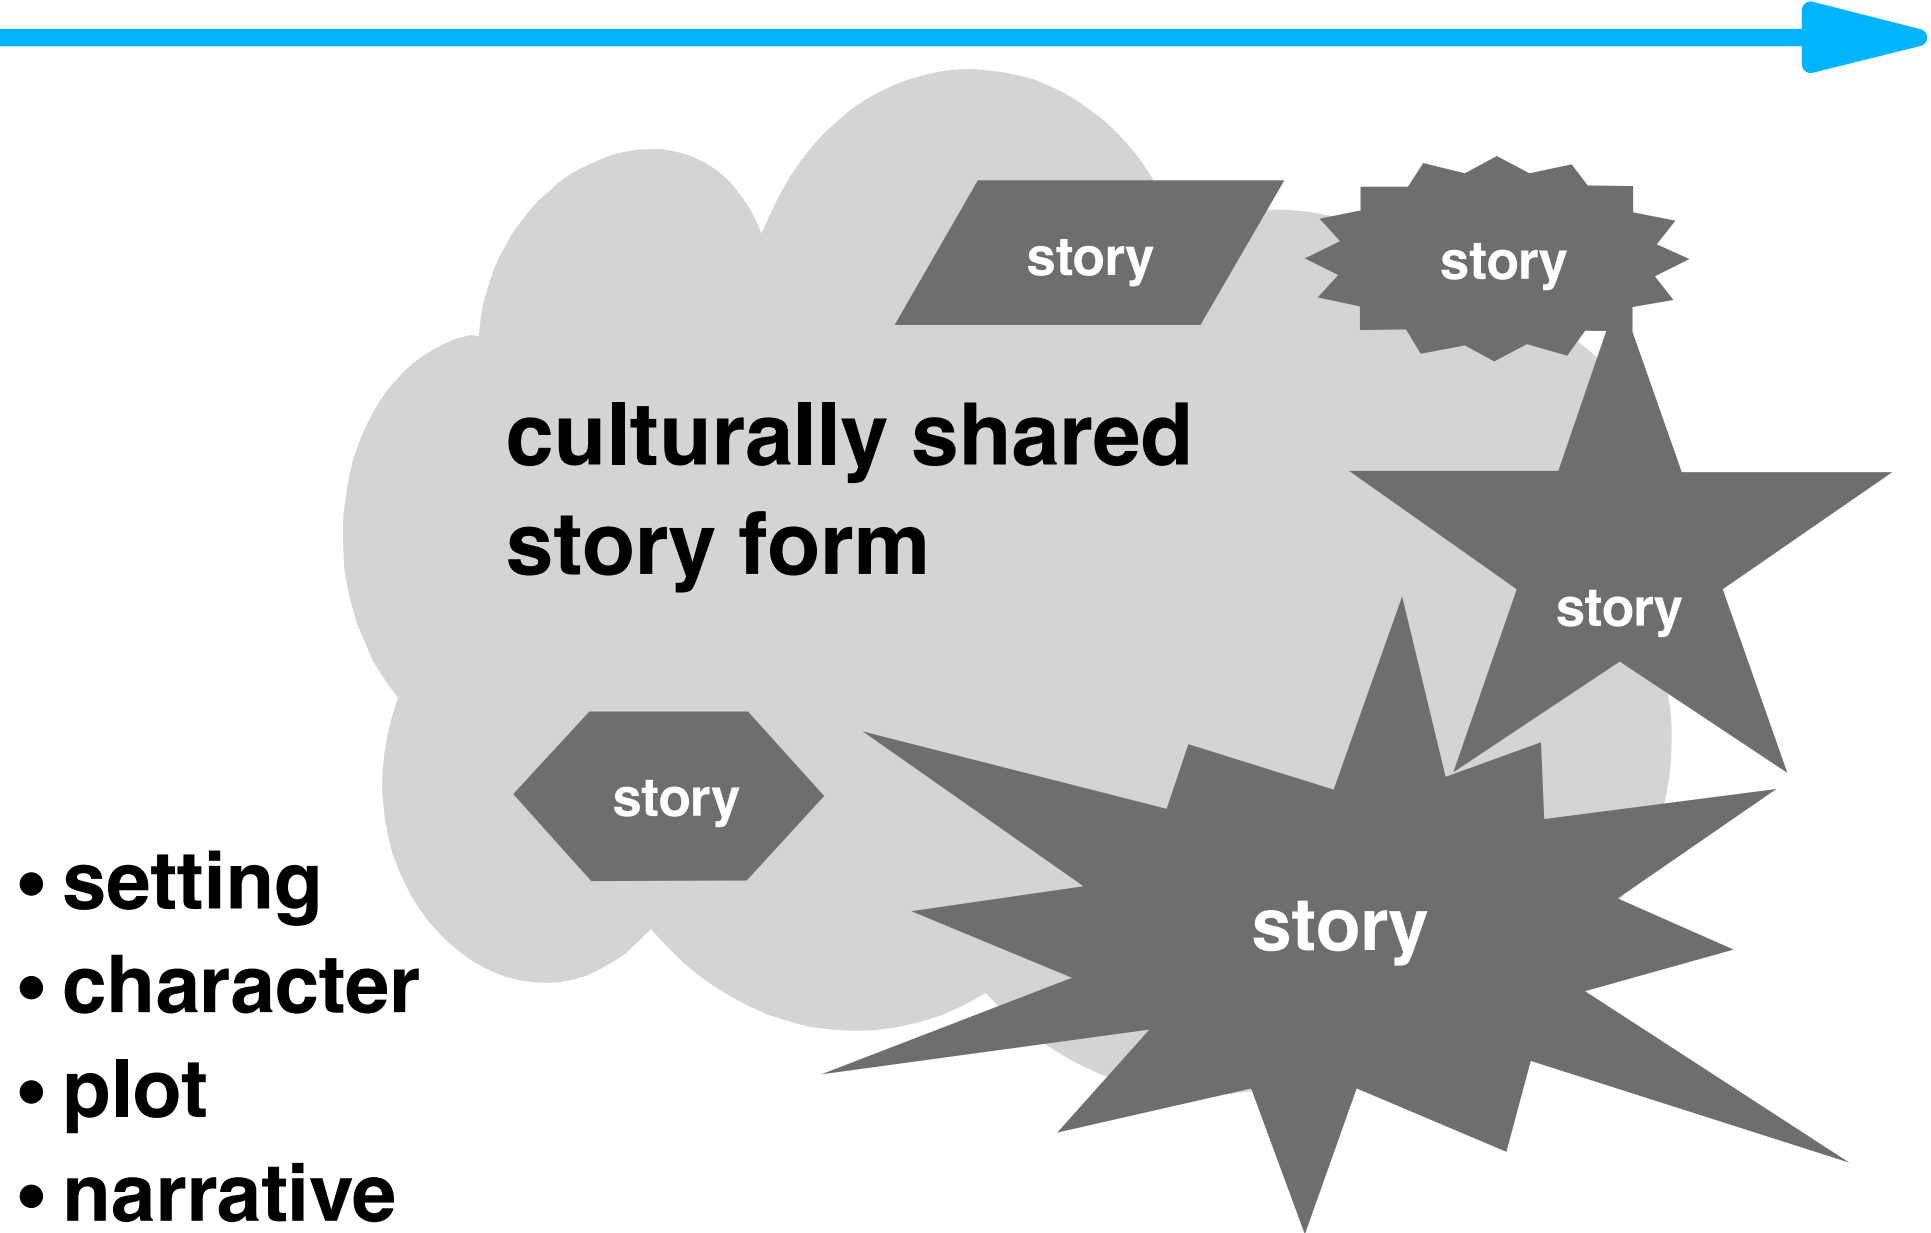 story
story
culturally shared
story form
story
story
story
• setting
• character
• plot
• narrative